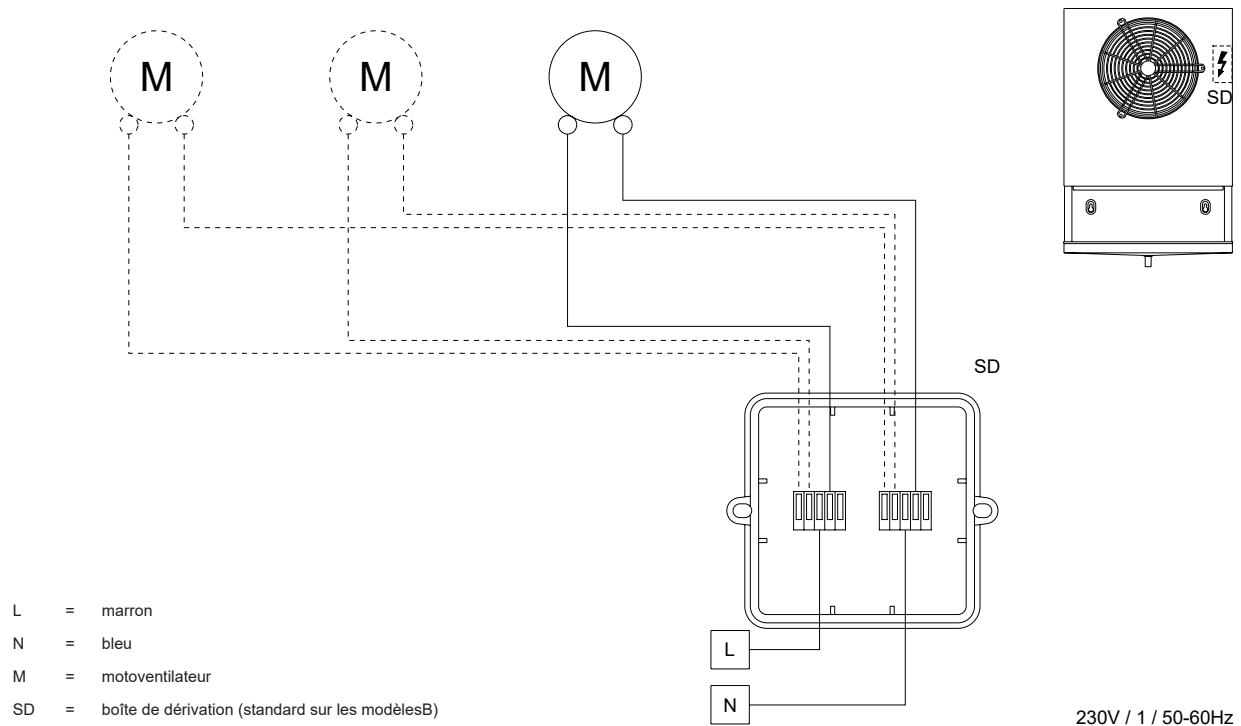 M M M
SD
SD
L
N
L = marron
N = bleu
M = motoventilateur
SD = boîte de dérivation (standard sur les modèlesB)
230V / 1 / 50-60Hz